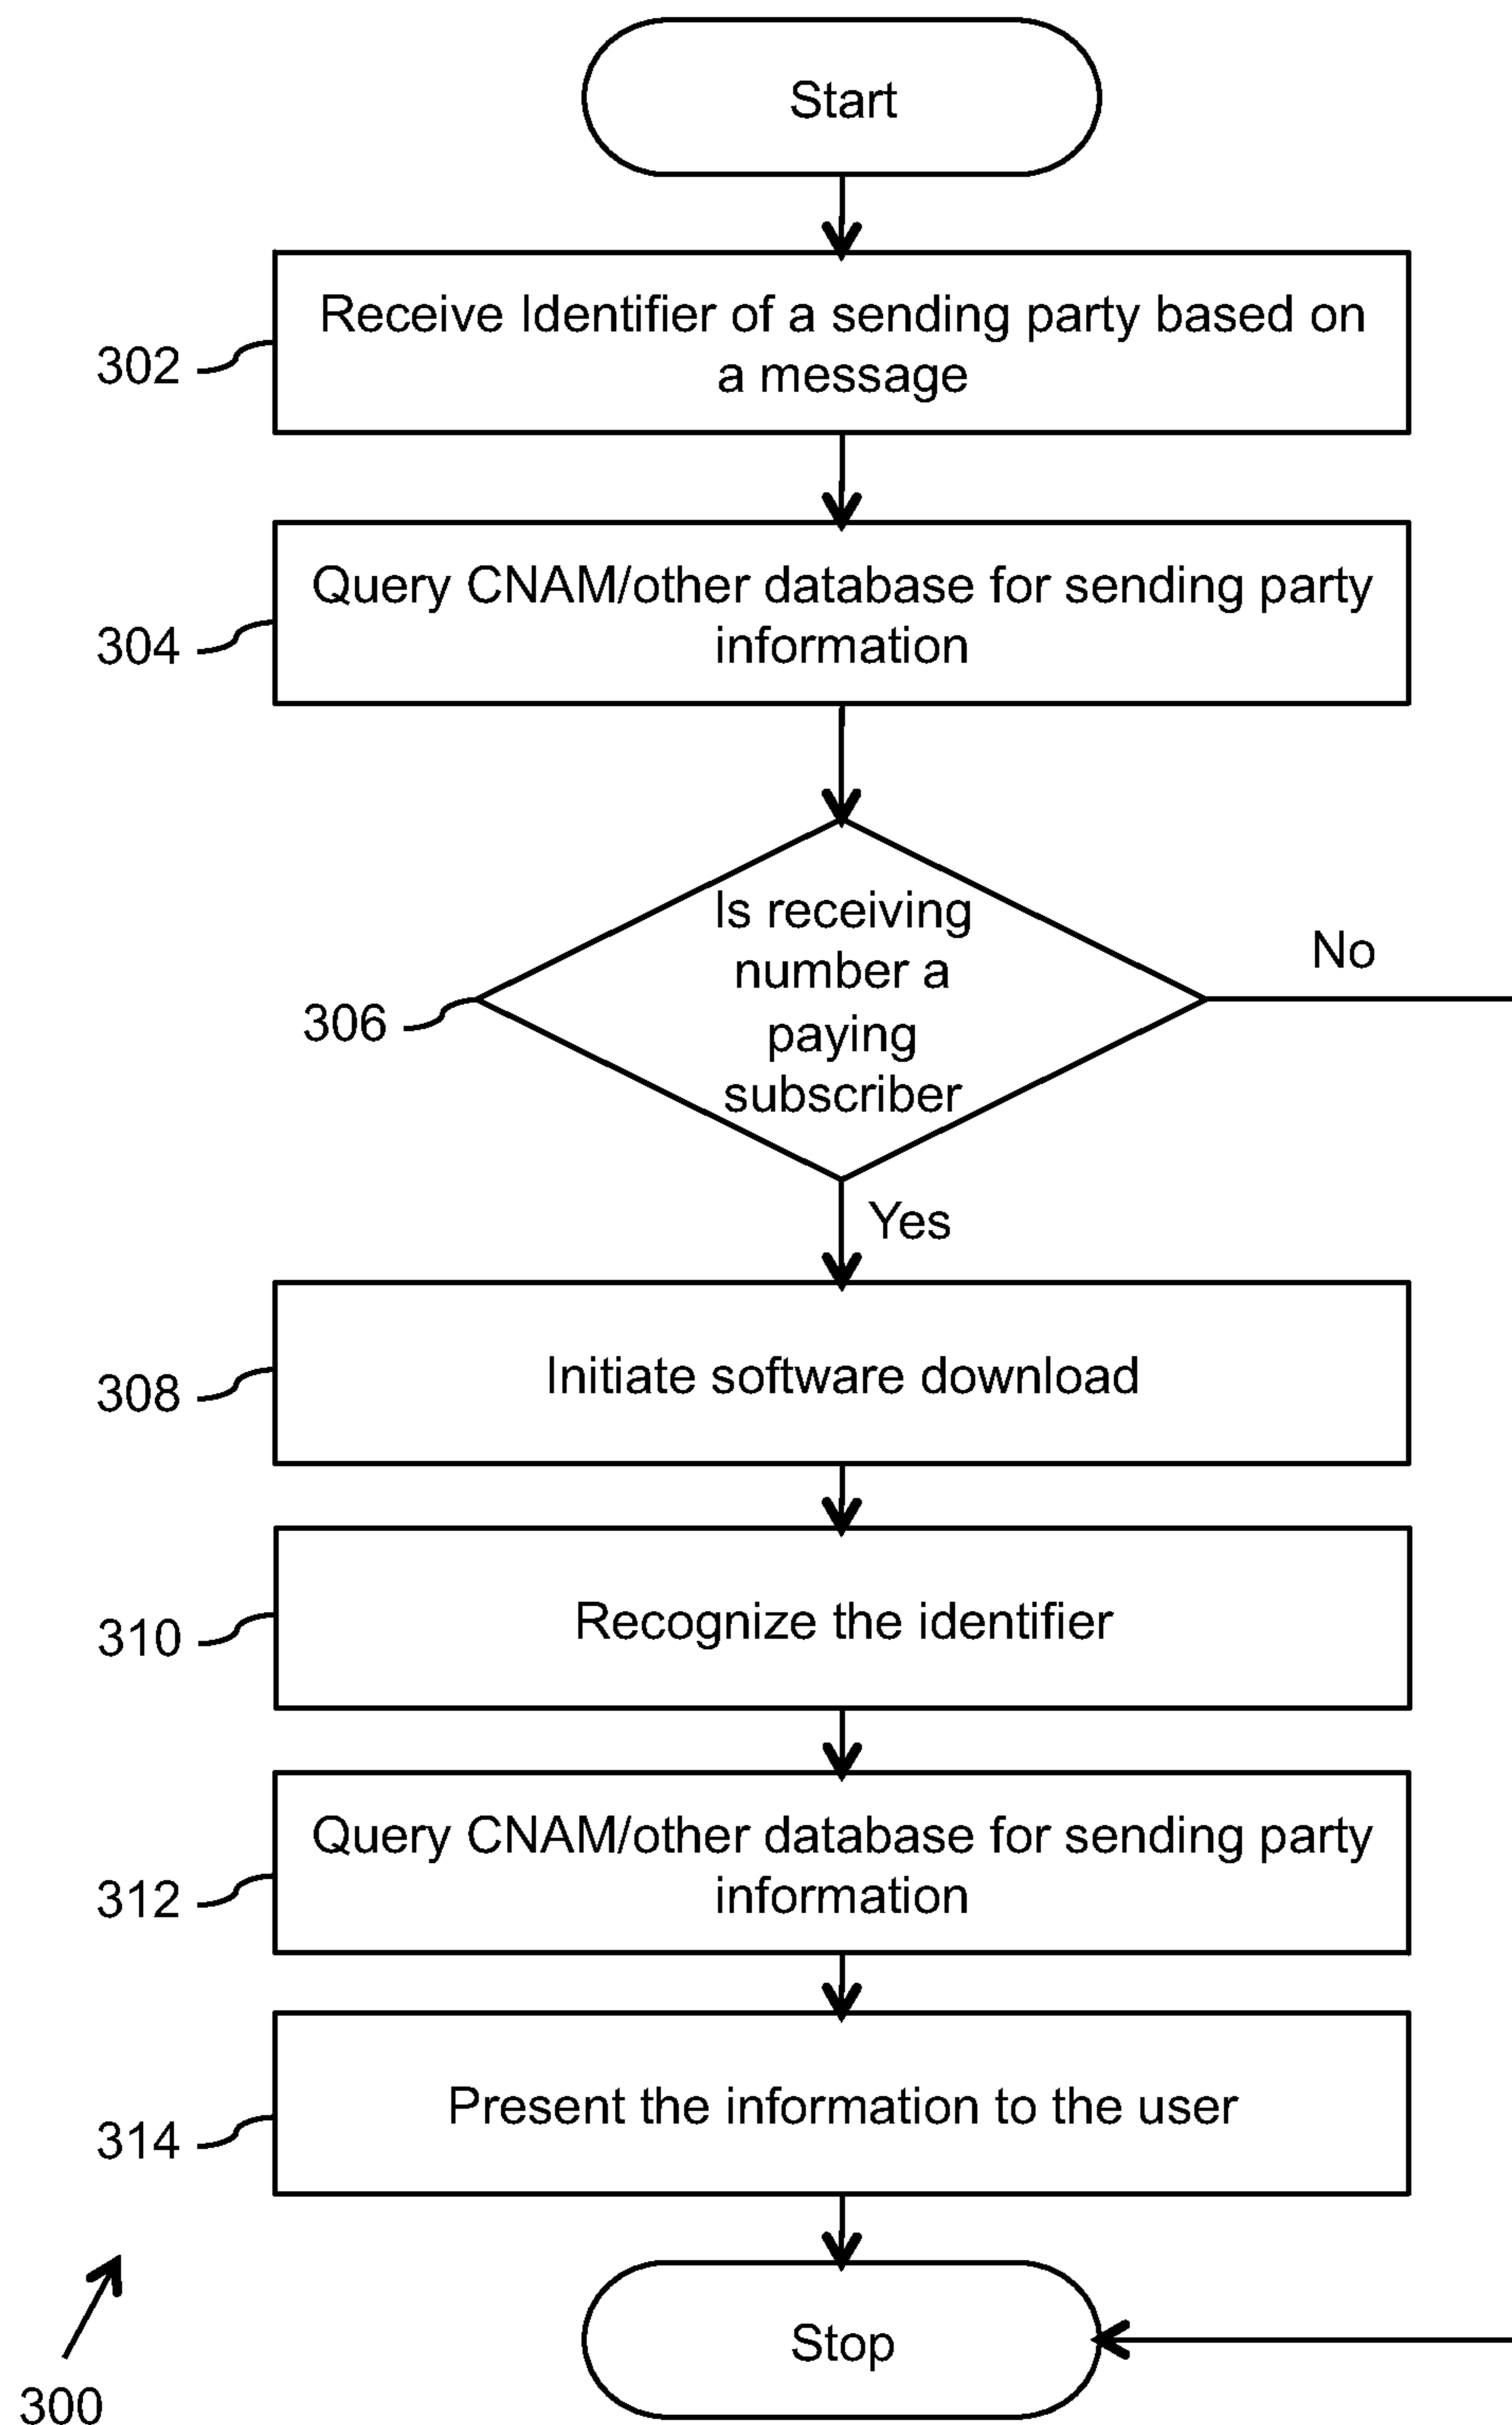 Start
Receive Identifier of a sending party based on
a message
302
Query CNAM/other database for sending party
information
304
Is receiving
number a
paying
subscriber
306
No
Yes
Initiate software download
308
Recognize the identifier
310
Query CNAM/other database for sending party
information
312
Present the information to the user
314
Stop
300